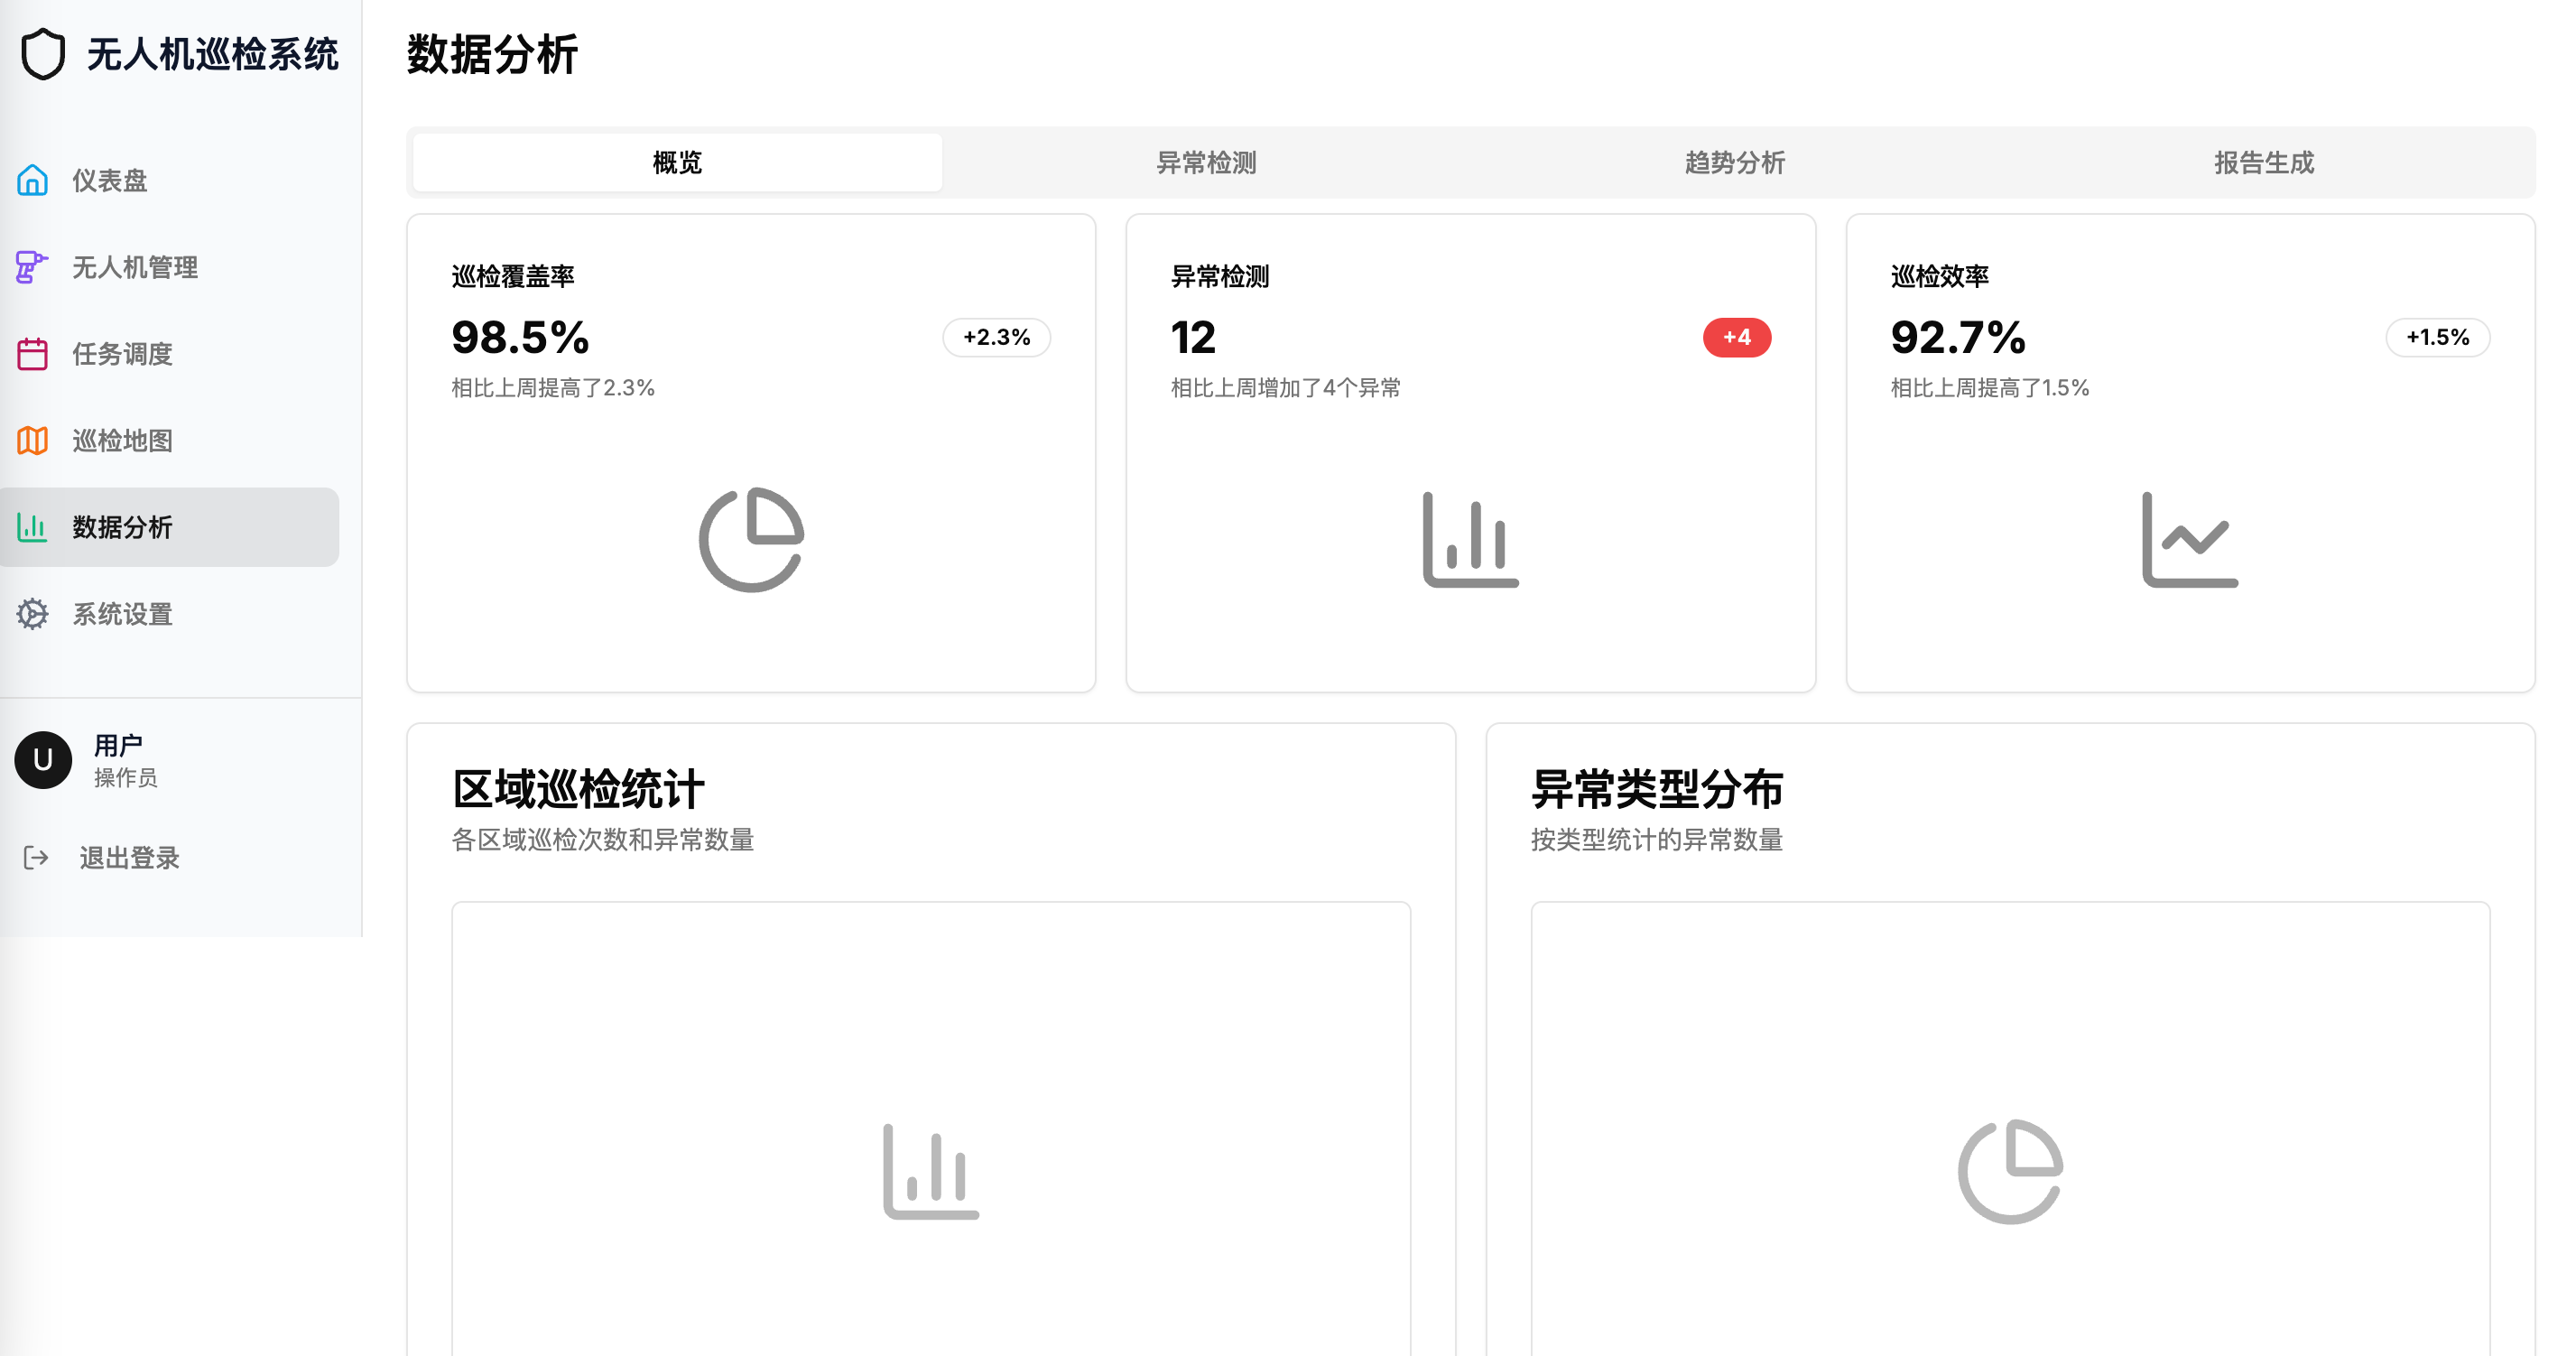 无人机巡检系统
仪表盘
无人机管理
任务调度
巡检地图
数据分析
系统设置
U
用户
操作员
退出登录
数据分析
概览
异常检测
趋势分析
报告生成
巡检覆盖率
98.5%
+2.3%
相比上周提高了2.3%
异常检测
12
+4
相比上周增加了4个异常
巡检效率
92.7%
+1.5%
相比上周提高了1.5%
区域巡检统计
各区域巡检次数和异常数量
异常类型分布
按类型统计的异常数量